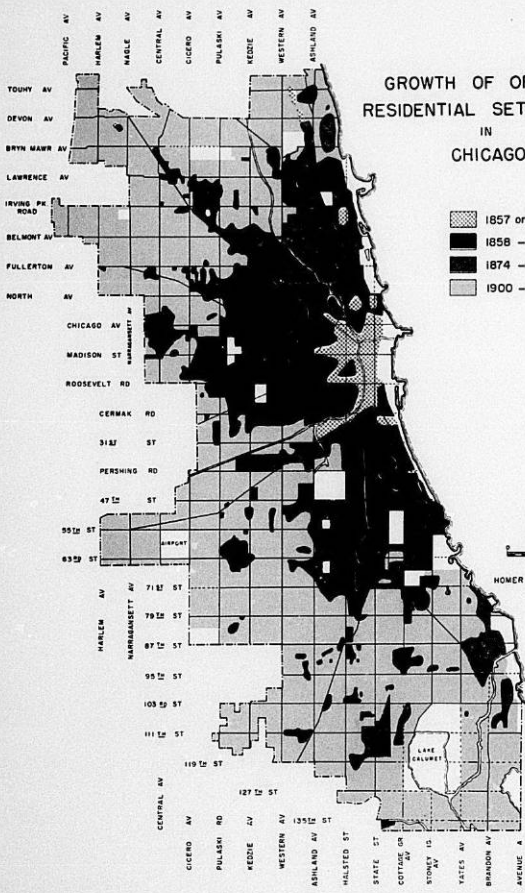 PACIFIC AV
HARLEM AV
NAGLE AV
CENTRAL AV
CICERO AV
PULASKI AV
KEDZIE AV
WESTERN AV
ASHLAND AV
GROWTH OF
RESIDENTIAL
IN
CHICAGO
1857
1858 –
1874 –
1900 –
TOUHY AV
DEVON AV
BRYN MAWR AV
LAWRENCE AV
IRVING PK
ROAD
BELMONT AV
FULLERTON AV
NORTH AV
CHICAGO AV
NARRAGANSETT AV
MADISON ST
ROOSEVELT RD
CERMAK RD
31ST ST
PERSHING RD
47TH ST
55TH ST
AIRPORT
63RD ST
HOMER
HARLEM AV
NARRAGANSETT AV
71ST ST
79TH ST
87TH ST
95TH ST
103RD ST
111TH ST
LAKE
CALUMET
119TH ST
127TH ST
135TH ST
CENTRAL AV
CICERO AV
PULASKI RD
KEDZIE AV
WESTERN AV
ASHLAND AV
HALSTED ST
STATE ST
COTTAGE GR
AV
STONEY IS
AV
YATES AV
BRANDON AV
AVENUE A
0